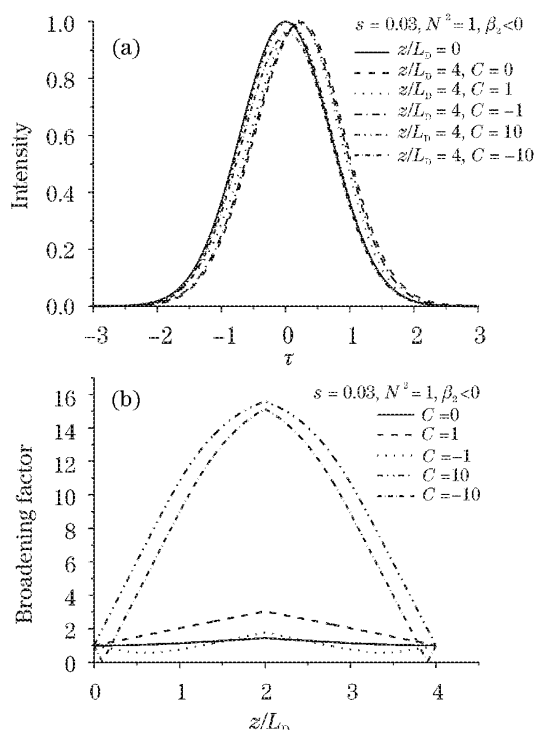 (a)
s = 0.03, N² = 1, β₂<0
z/L_D = 0
z/L_D = 4, C = 0
z/L_D = 4, C = 1
z/L_D = 4, C = −1
z/L_D = 4, C = 10
z/L_D = 4, C = −10
Intensity
1.0
0.8
0.6
0.4
0.2
0.0
−3 −2 −1 0 1 2 3
τ
(b)
s = 0.03, N² = 1, β₂<0
C =0
C =1
C =−1
C =10
C =−10
Broadening factor
16
14
12
10
8
6
4
2
0
0 1 2 3 4
z/L_D